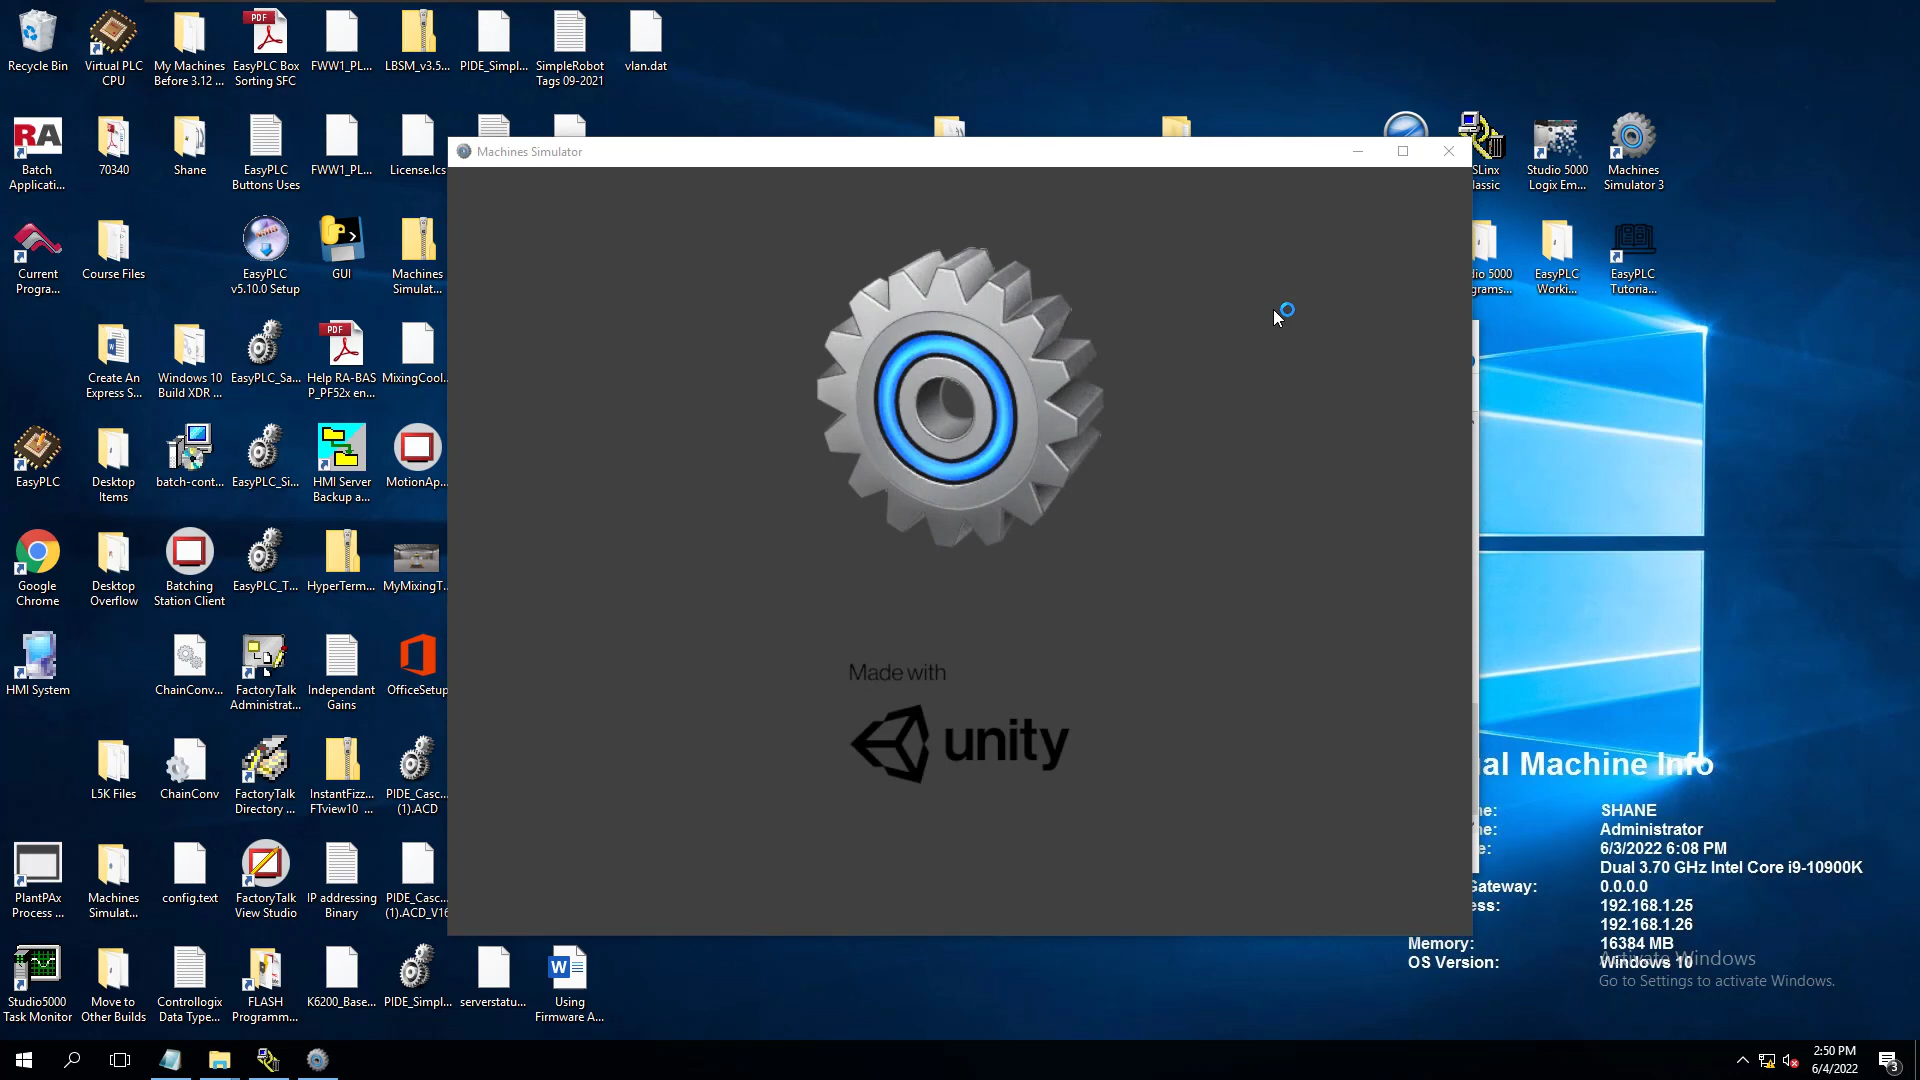 Recycle Bin
Virtual PLC
CPU
My Machines
Before 3.12 ...
PDF
EasyPLC Box
Sorting SFC
FWW1_PL...
LBSM_v3.5...
PIDE_Simpl...
SimpleRobot
Tags 09-2021
vlan.dat
RA
Batch
Applicati...
70340
Shane
EasyPLC
Buttons Uses
FWW1_PL...
License.lcs
Machines Simulator
SLinx
lassic
Studio 5000
Logix Em...
Machines
Simulator 3
Current
Progra...
Course Files
EasyPLC
v5.10.0 Setup
GUI
Machines
Simulat...
dio 5000
grams...
EasyPLC
Worki...
EasyPLC
Tutoria...
Create An
Express S...
Windows 10
Build XDR ...
EasyPLC_Sa...
PDF
Help RA-BAS
P_PF52x en...
MixingCool...
EasyPLC
Desktop
Items
batch-cont...
EasyPLC_Si...
HMI Server
Backup a...
MotionAp...
Google
Chrome
Desktop
Overflow
Batching
Station Client
EasyPLC_T...
HyperTerm...
MyMixingT...
HMI System
ChainConv...
FactoryTalk
Administrat...
Independant
Gains
OfficeSetup
Made with
unity
L5K Files
ChainConv
FactoryTalk
Directory ...
InstantFizz...
FTview10 ...
PIDE_Casc...
(1).ACD
ual Machine Info
me: SHANE
me: Administrator
e: 6/3/2022 6:08 PM
Dual 3.70 GHz Intel Core i9-10900K
Gateway: 0.0.0.0
ess: 192.168.1.25
192.168.1.26
Memory: 16384 MB
OS Version: Windows 10
Activate Windows
Go to Settings to activate Windows.
PlantPAx
Process ...
Machines
Simulat...
config.text
FactoryTalk
View Studio
IP addressing
Binary
PIDE_Casc...
(1).ACD_V16
Studio5000
Task Monitor
Move to
Other Builds
Controllogix
Data Type...
FLASH
Programm...
K6200_Base...
PIDE_Simpl...
serverstatu...
W
Using
Firmware A...
2:50 PM
6/4/2022
3